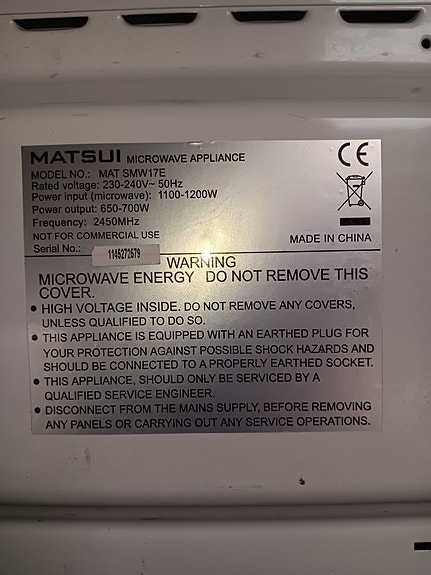 MATSUI MICROWAVE APPLIANCE
MODEL NO.: MAT SMW17E
Rated voltage: 230-240V~ 50Hz
Power input (microwave): 1100-1200W
Power output: 650-700W
Frequency: 2450MHz
NOT FOR COMMERCIAL USE
MADE IN CHINA
Serial No.: 1145272579
CE
WARNING
MICROWAVE ENERGY DO NOT REMOVE THIS
COVER.
• HIGH VOLTAGE INSIDE. DO NOT REMOVE ANY COVERS,
UNLESS QUALIFIED TO DO SO.
• THIS APPLIANCE IS EQUIPPED WITH AN EARTHED PLUG FOR
YOUR PROTECTION AGAINST POSSIBLE SHOCK HAZARDS AND
SHOULD BE CONNECTED TO A PROPERLY EARTHED SOCKET.
• THIS APPLIANCE, SHOULD ONLY BE SERVICED BY A
QUALIFIED SERVICE ENGINEER.
• DISCONNECT FROM THE MAINS SUPPLY, BEFORE REMOVING
ANY PANELS OR CARRYING OUT ANY SERVICE OPERATIONS.